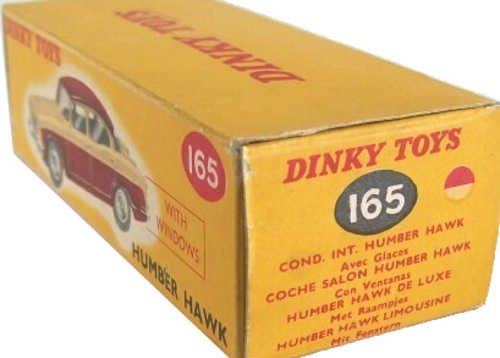 DINKY TOYS
DINKY TOYS
165
WITH
WINDOWS
HUMBER HAWK
DINKY TOYS
165
COND. INT. HUMBER HAWK
Avec Glaces
COCHE SALON HUMBER HAWK
Con Ventanas
HUMBER HAWK DE LUXE
Met Raampjes
HUMBER HAWK LIMOUSINE
Mit Fenstern